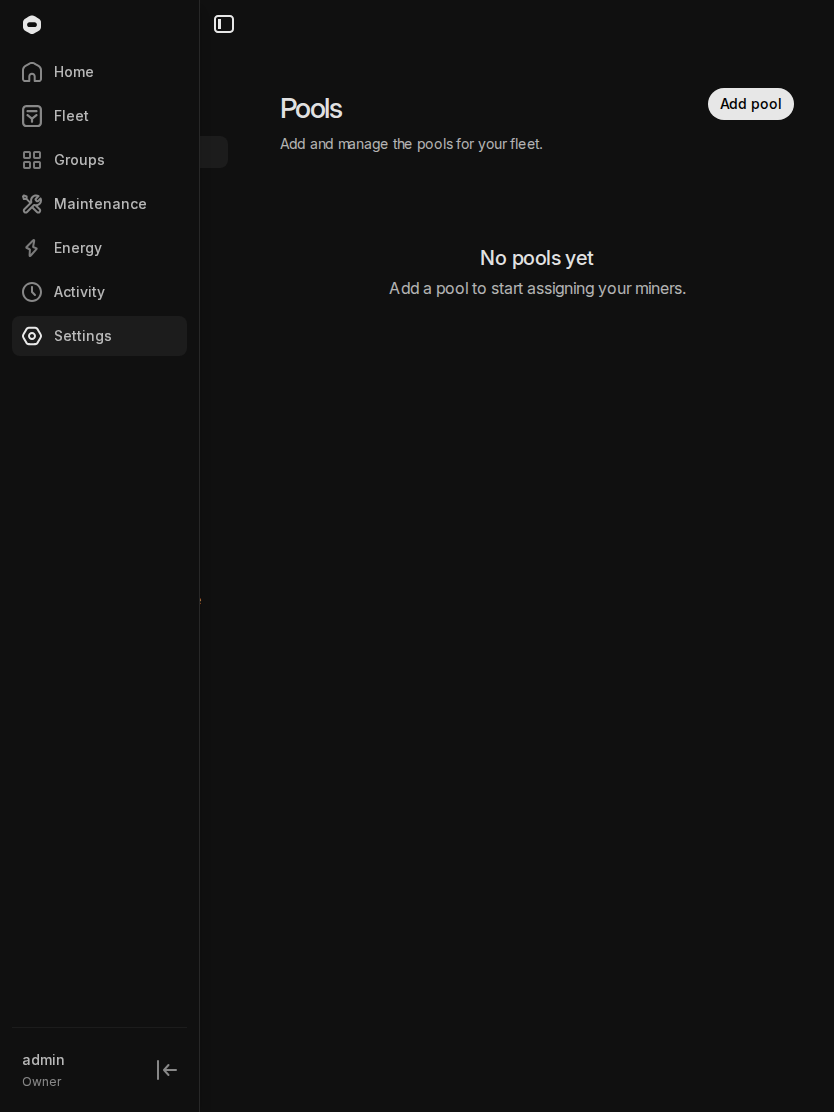 Home
Fleet
Groups
Maintenance
Energy
Activity
Settings
admin
Owner
Pools
Add pool
Add and manage the pools for your fleet.
No pools yet
Add a pool to start assigning your miners.